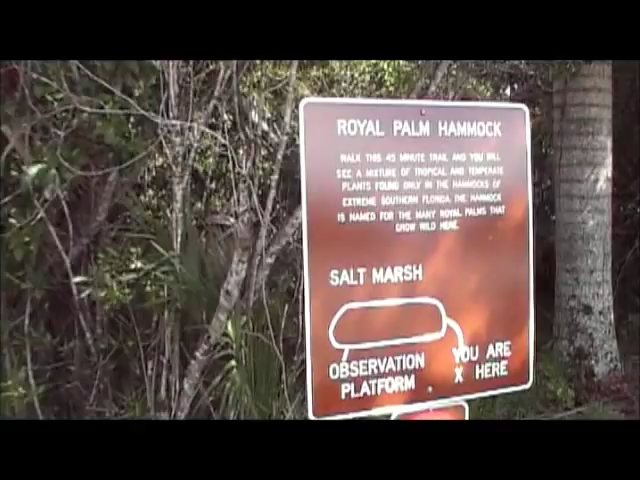 ROYAL PALM HAMMOCK
WALK THIS 45 MINUTE TRAIL AND YOU WILL
SEE A MIXTURE OF TROPICAL AND TEMPERATE
PLANTS FOUND ONLY IN THE HAMMOCKS OF
EXTREME SOUTHERN FLORIDA. THE HAMMOCK
IS NAMED FOR THE MANY ROYAL PALMS THAT
GROW WILD HERE.
SALT MARSH
OBSERVATION
PLATFORM
YOU ARE
X HERE